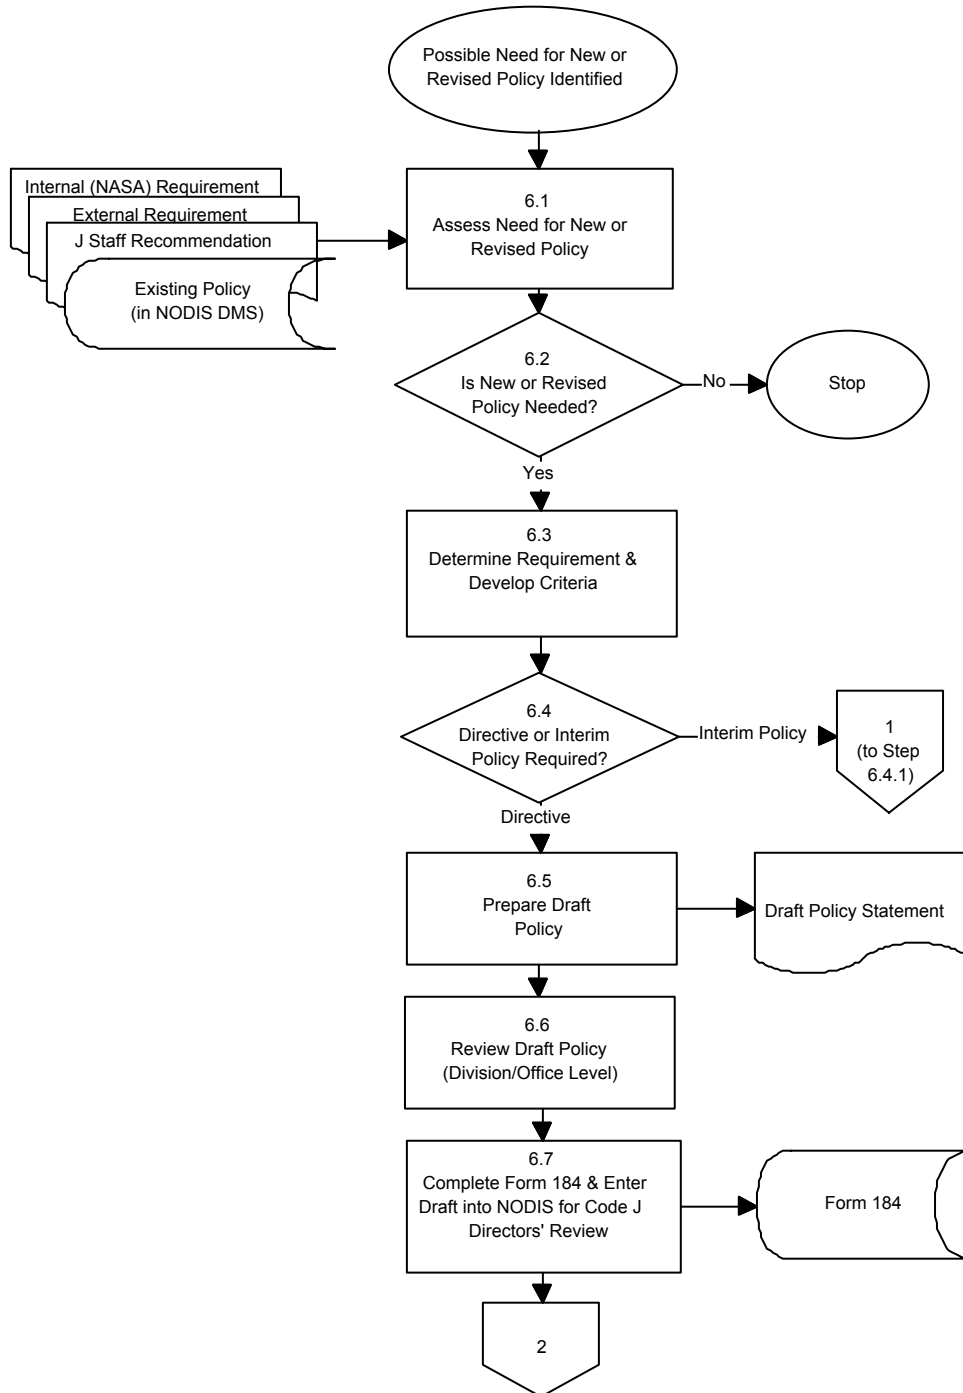 Possible Need for New or
Revised Policy Identified
Internal (NASA) Requirement
External Requirement
J Staff Recommendation
Existing Policy
(in NODIS DMS)
6.1
Assess Need for New or
Revised Policy
6.2
Is New or Revised
Policy Needed?
No
Stop
Yes
6.3
Determine Requirement &
Develop Criteria
6.4
Directive or Interim
Policy Required?
Interim Policy
1
(to Step
6.4.1)
Directive
6.5
Prepare Draft
Policy
Draft Policy Statement
6.6
Review Draft Policy
(Division/Office Level)
6.7
Complete Form 184 & Enter
Draft into NODIS for Code J
Directors' Review
Form 184
2